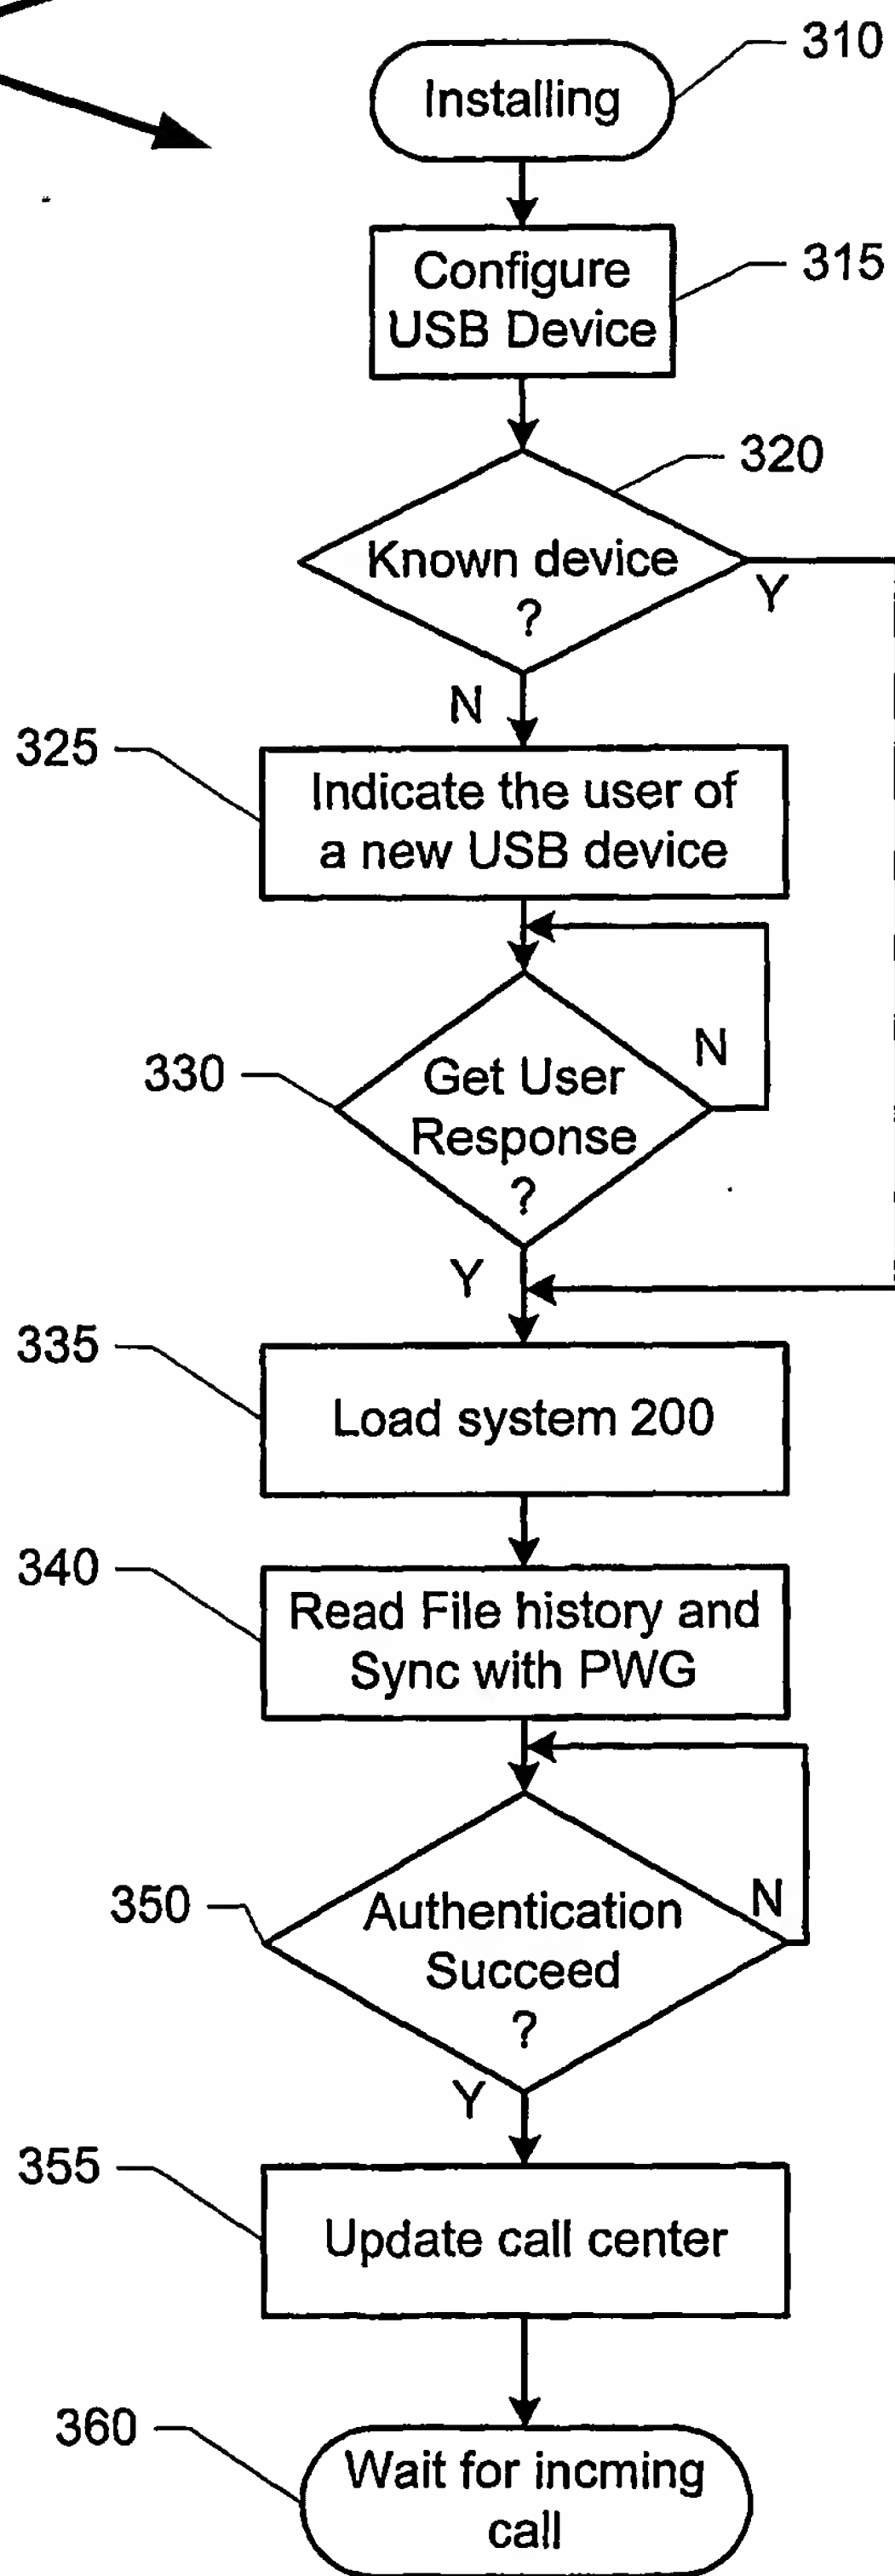 310
Installing
315
Configure
USB Device
320
Known device
?
Y
N
325
Indicate the user of
a new USB device
N
330
Get User
Response
?
Y
335
Load system 200
340
Read File history and
Sync with PWG
350
N
Authentication
Succeed
?
Y
355
Update call center
360
Wait for incming
call